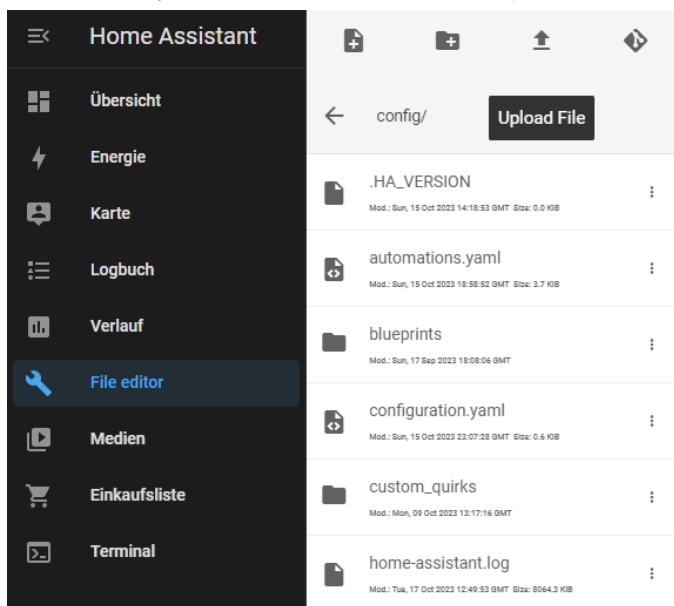 Home Assistant
Übersicht
Energie
Karte
Logbuch
Verlauf
File editor
Medien
Einkaufsliste
Terminal
config/
Upload File
.HA_VERSION
Mod.: Sun, 15 Oct 2023 14:18:53 GMT Size: 0.0 KiB
automations.yaml
Mod.: Sun, 15 Oct 2023 18:58:52 GMT Size: 3.7 KiB
blueprints
Mod.: Sun, 17 Sep 2023 18:08:06 GMT
configuration.yaml
Mod.: Sun, 15 Oct 2023 23:07:28 GMT Size: 0.6 KiB
custom_quirks
Mod.: Mon, 09 Oct 2023 13:17:16 GMT
home-assistant.log
Mod.: Tue, 17 Oct 2023 12:49:53 GMT Size: 8064.3 KiB